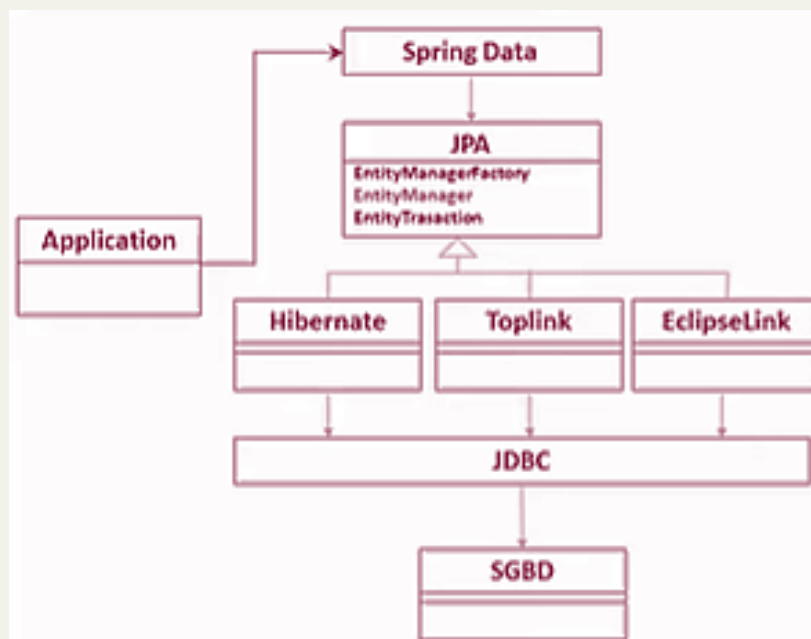 Spring Data
JPA
EntityManagerFactory
EntityManager
EntityTrasaction
Application
Hibernate
Toplink
EclipseLink
JDBC
SGBD